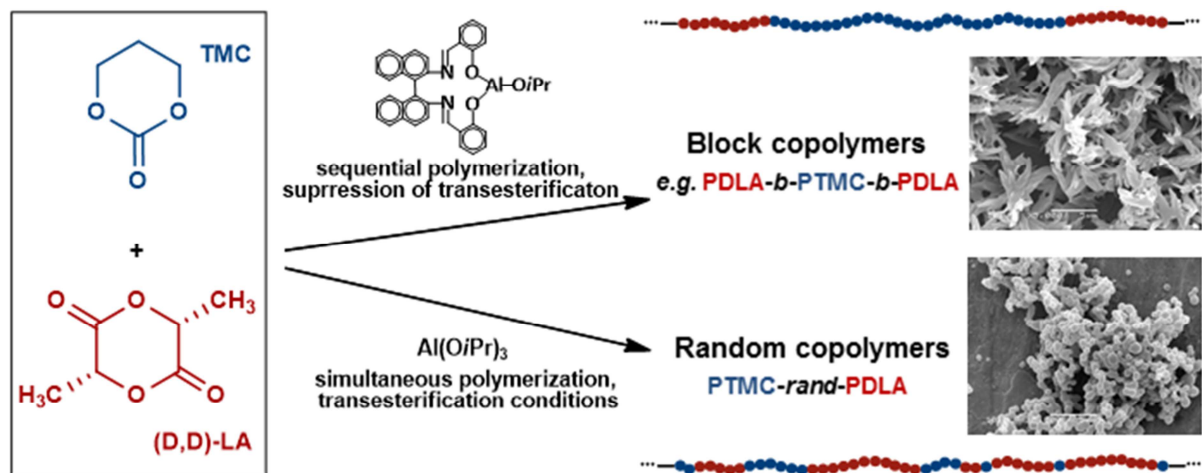 TMC
O
O
O
+
O
O
CH₃
H₃C
O
O
(D,D)-LA
N
O
Al-OiPr
N
O
sequential polymerization,
suprression of transesterificaton
Al(OiPr)₃
simultaneous polymerization,
transesterification conditions
Block copolymers
e.g. PDLA-b-PTMC-b-PDLA
Random copolymers
PTMC-rand-PDLA